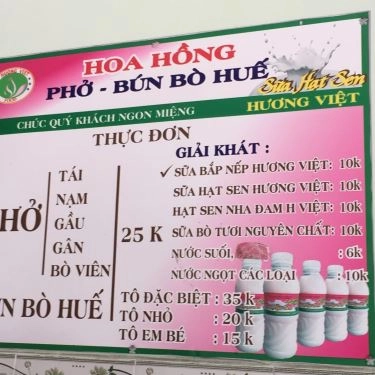 HOA HỒNG
PHỞ - BÚN BÒ HUẾ
Sữa Hạt Sen
HƯƠNG VIỆT
CHÚC QUÝ KHÁCH NGON MIỆNG
THỰC ĐƠN
GIẢI KHÁT :
SỮA BẮP NẾP HƯƠNG VIỆT: 10k
TÁI
SỮA HẠT SEN HƯƠNG VIỆT: 10k
NẠM
HẠT SEN NHA ĐAM H VIỆT: 10k
HỞ GẦU 25 K
SỮA BÒ TƯƠI NGUYÊN CHẤT: 10k
GÂN
NƯỚC SUỐI, : 6k
BÒ VIÊN
NƯỚC NGỌT CÁC LOẠI : 10k
ÚN BÒ HUẾ
TÔ ĐẶC BIỆT : 35 k
TÔ NHỎ : 20 k
TÔ EM BÉ : 15 k